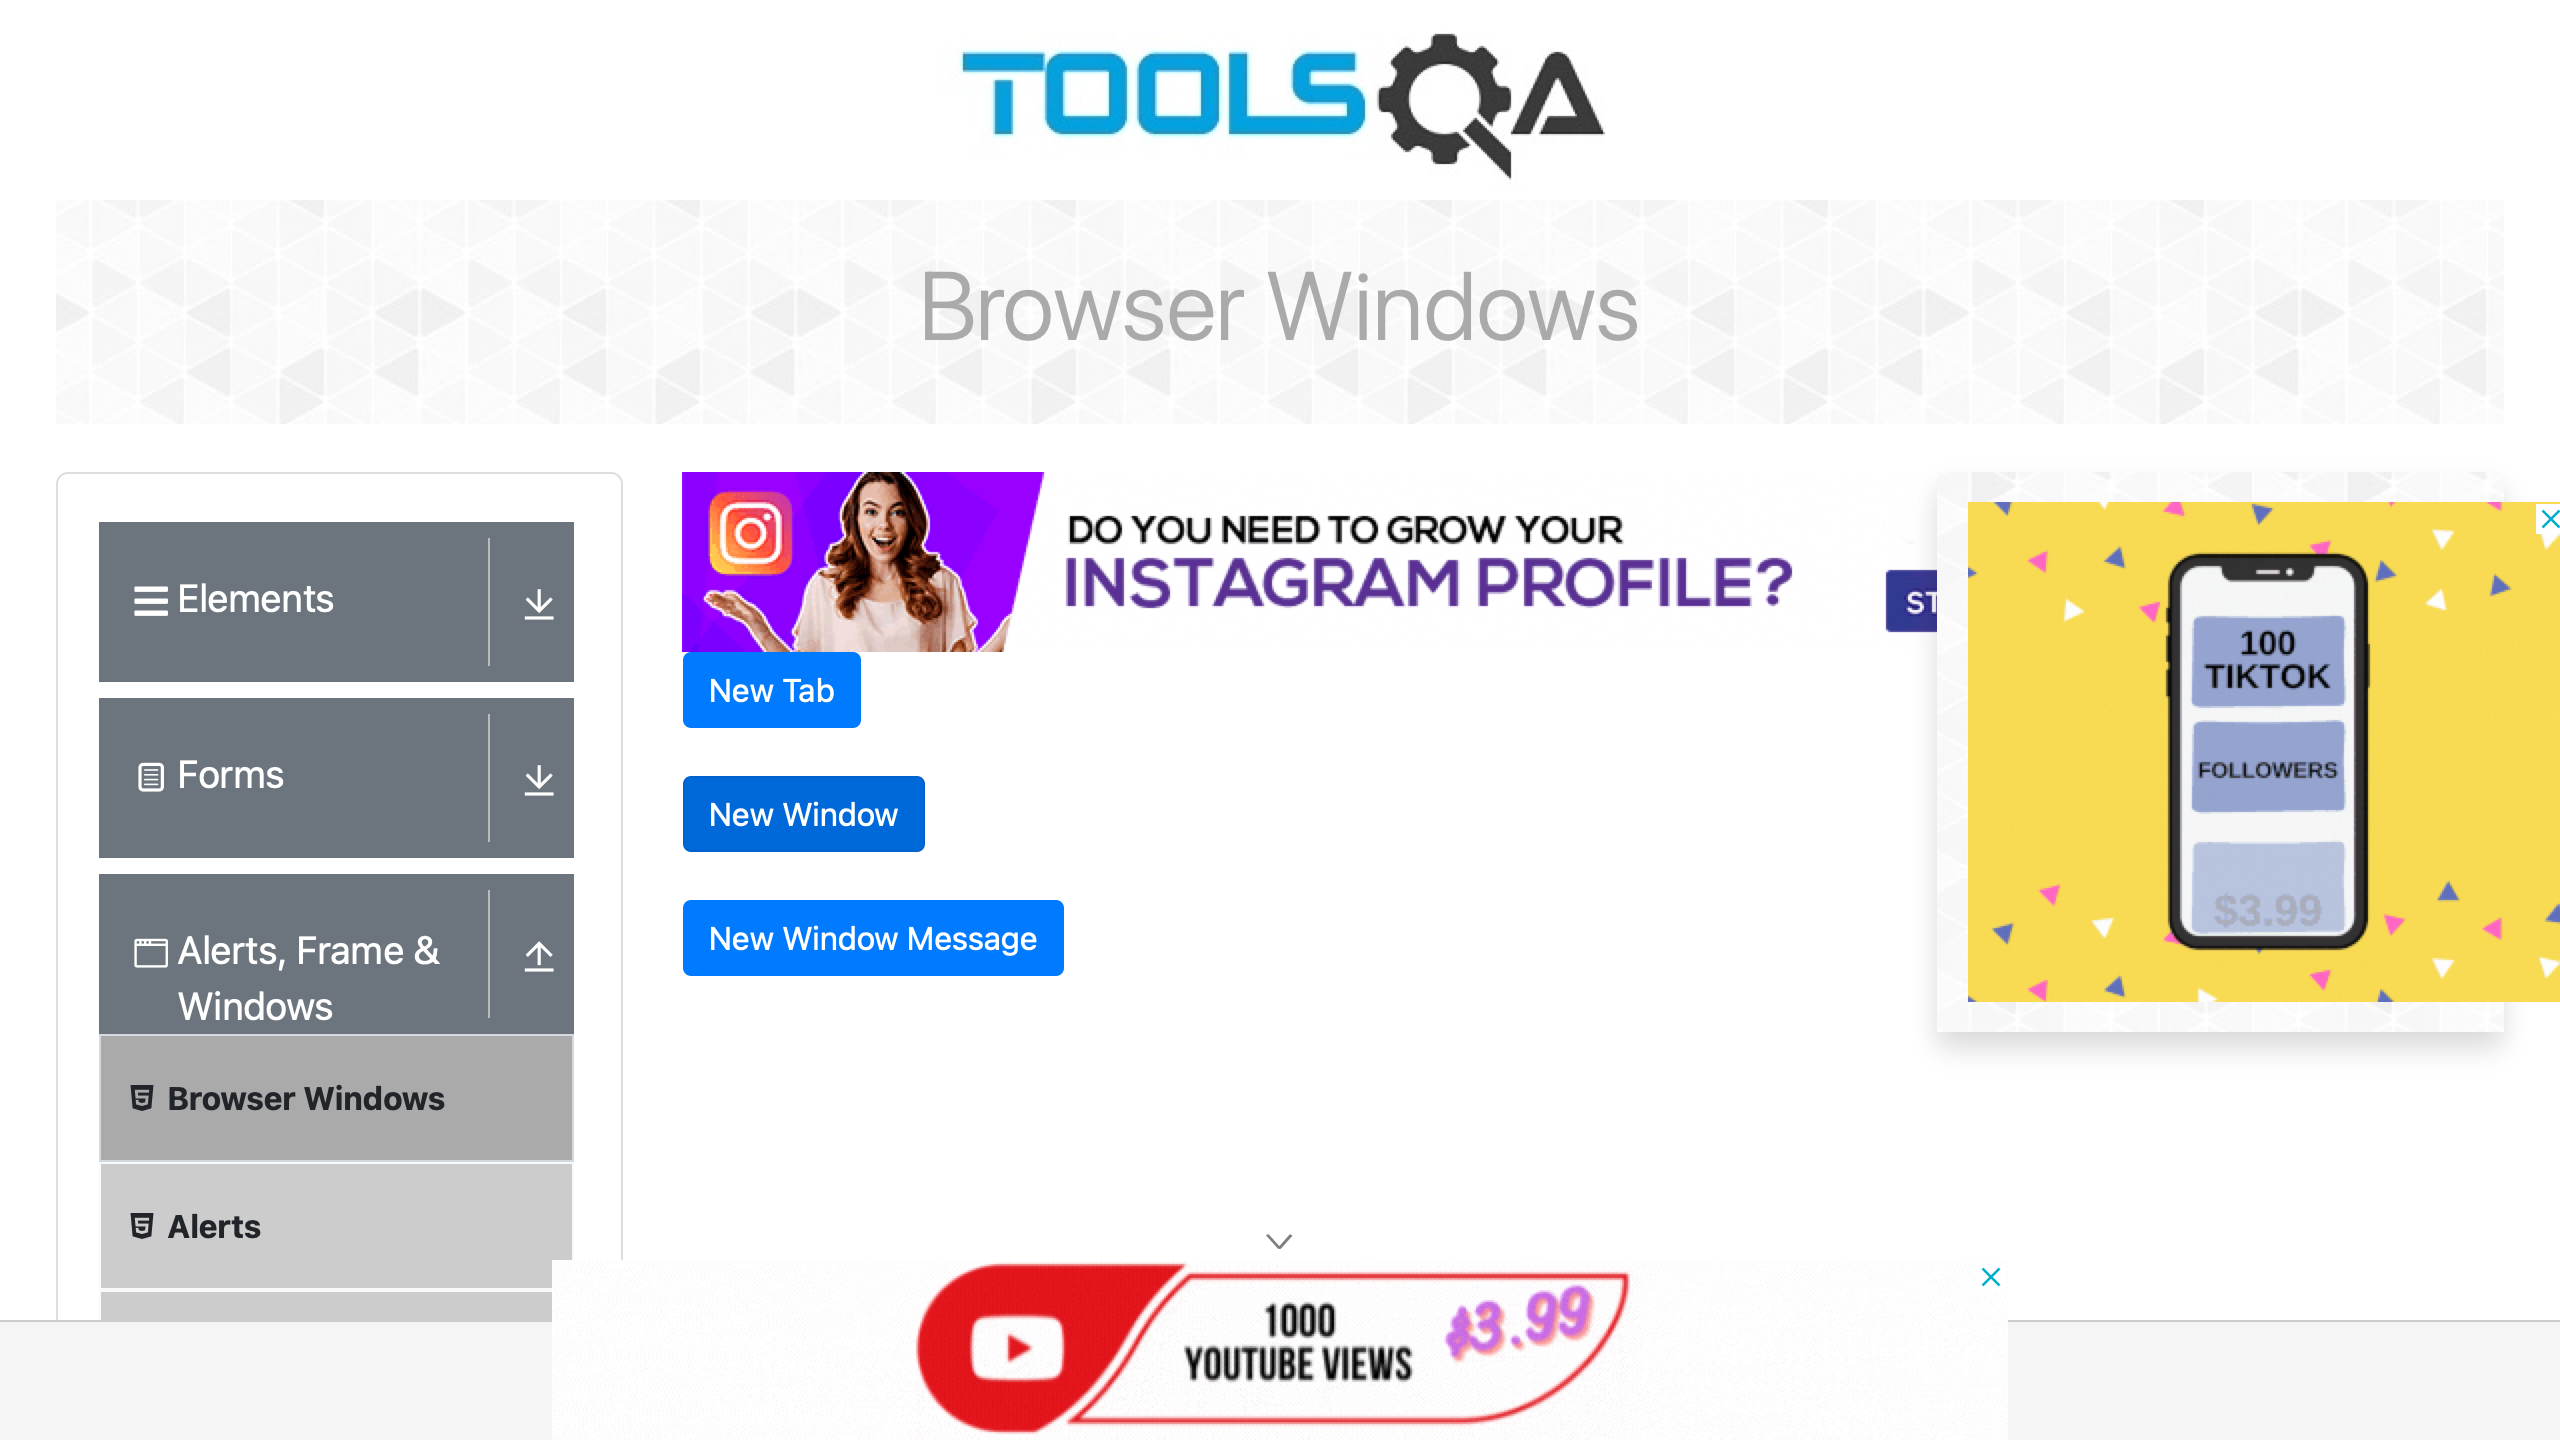 TOOLSQA
Browser Windows
Elements
Forms
Alerts, Frame &
Windows
Browser Windows
Alerts
DO YOU NEED TO GROW YOUR
INSTAGRAM PROFILE?
ST
New Tab
New Window
New Window Message
100
TIKTOK
FOLLOWERS
$3.99
1000
YOUTUBE VIEWS
$3.99